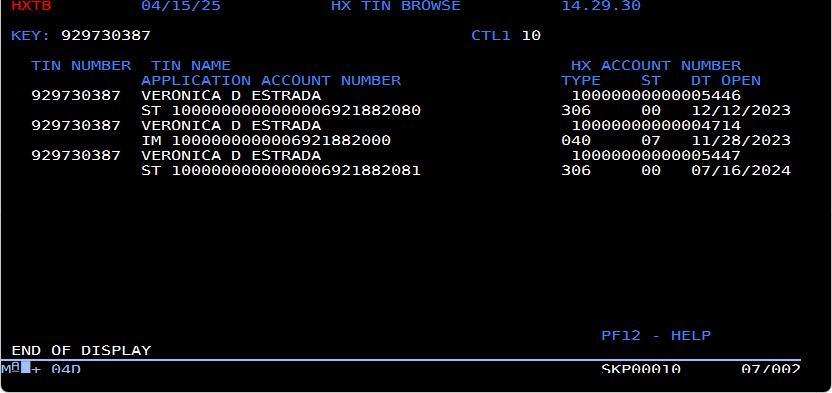 HXTB 04/15/25 HX TIN BROWSE 14.29.30
KEY: 929730387 CTL1 10
TIN NUMBER TIN NAME HX ACCOUNT NUMBER
APPLICATION ACCOUNT NUMBER TYPE ST DT OPEN
929730387 VERONICA D ESTRADA 10000000000005446
ST 1000000000000006921882080 306 00 12/12/2023
929730387 VERONICA D ESTRADA 10000000000004714
IM 1000000000006921882000 040 07 11/28/2023
929730387 VERONICA D ESTRADA 10000000000005447
ST 1000000000000006921882081 306 00 07/16/2024
PF12 - HELP
END OF DISPLAY
+ 04D SKP00010 07/002